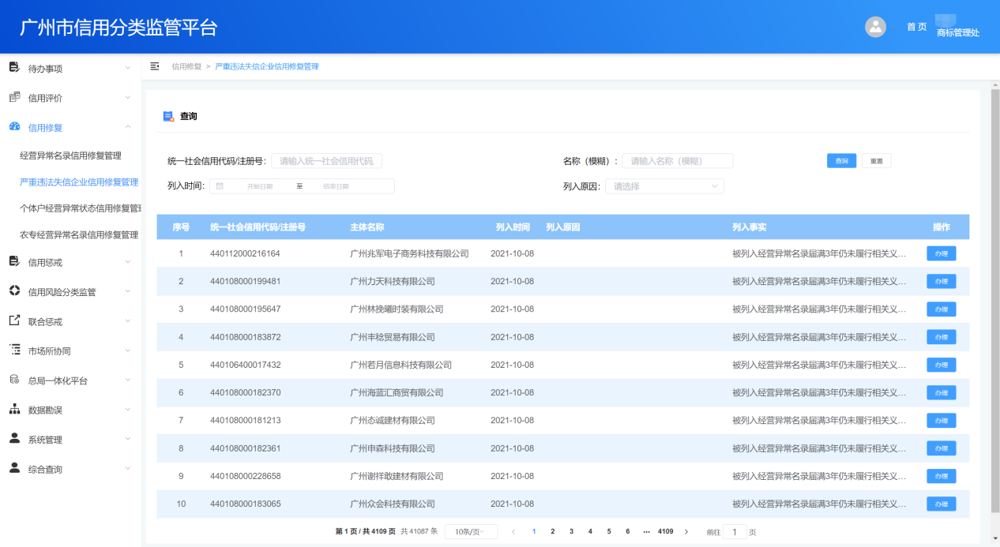 广州市信用分类监管平台
首页
商标管理处
待办事项
信用评价
信用修复
经营异常名录信用修复管理
严重违法失信企业信用修复管理
个体户经营异常状态信用修复管理
农专经营异常名录信用修复管理
信用惩戒
信用风险分类监管
联合惩戒
市场所协同
总局一体化平台
数据勘误
系统管理
综合查询
信用修复 > 严重违法失信企业信用修复管理
查询
统一社会信用代码/注册号: 请输入统一社会信用代码, 名称（模糊）: 请输入名称（模糊） 查询 重置
列入时间: 开始日期 至 结束日期 列入原因: 请选择
序号 统一社会信用代码/注册号 主体名称 列入时间 列入原因 列入事实 操作
1 440112000216164 广州兆军电子商务科技有限公司 2021-10-08 被列入经营异常名录届满3年仍未履行相关义... 办理
2 440108000199481 广州力天科技有限公司 2021-10-08 被列入经营异常名录届满3年仍未履行相关义... 办理
3 440108000195647 广州林挽曦时装有限公司 2021-10-08 被列入经营异常名录届满3年仍未履行相关义... 办理
4 440108000183872 广州丰稔贸易有限公司 2021-10-08 被列入经营异常名录届满3年仍未履行相关义... 办理
5 440106400017432 广州若月信息科技有限公司 2021-10-08 被列入经营异常名录届满3年仍未履行相关义... 办理
6 440108000182370 广州海蓝汇商贸有限公司 2021-10-08 被列入经营异常名录届满3年仍未履行相关义... 办理
7 440108000181213 广州态诚建材有限公司 2021-10-08 被列入经营异常名录届满3年仍未履行相关义... 办理
8 440108000182361 广州申森科技有限公司 2021-10-08 被列入经营异常名录届满3年仍未履行相关义... 办理
9 440108000228658 广州谢祥敢建材有限公司 2021-10-08 被列入经营异常名录届满3年仍未履行相关义... 办理
10 440108000183065 广州众会科技有限公司 2021-10-08 被列入经营异常名录届满3年仍未履行相关义... 办理
第 1 页 / 共 4109 页 共 41087 条 10条/页 < 1 2 3 4 5 6 ··· 4109 > 前往 1 页